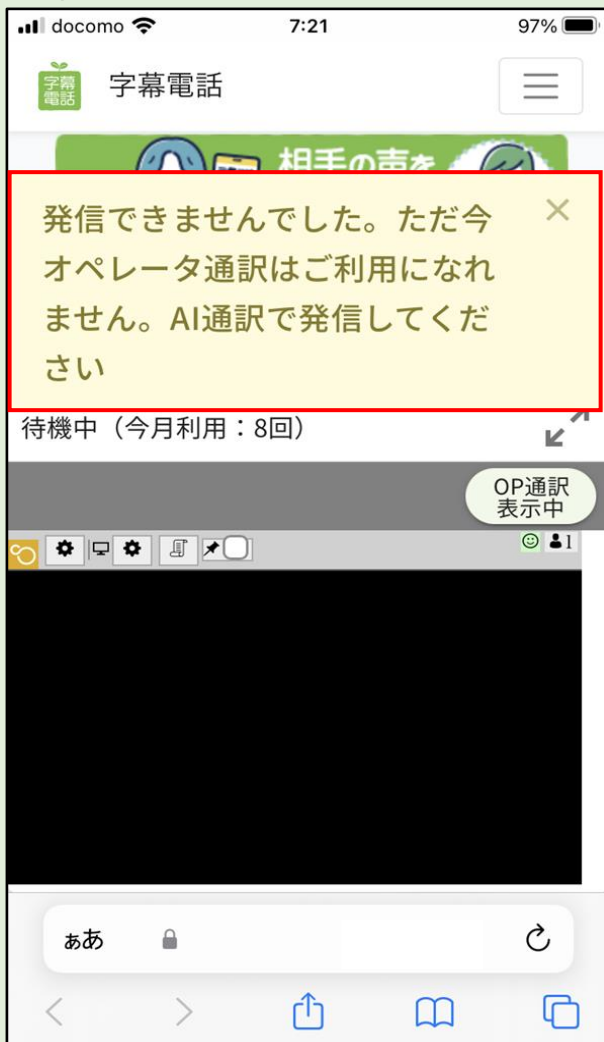 docomo
7:21
97%
字幕
電話
字幕電話
相手の声を
発信できませんでした。ただ今
オペレータ通訳はご利用になれ
ません。AI通訳で発信してくだ
さい
待機中（今月利用：8回）
OP通訳
表示中
1
ぁあ